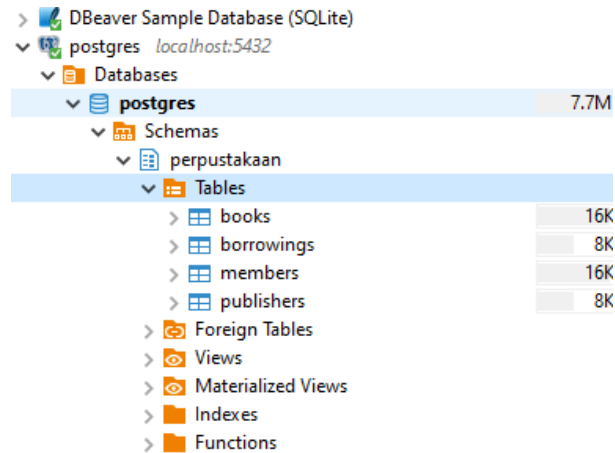 DBeaver Sample Database (SQLite)
postgres localhost:5432
Databases
postgres 7.7M
Schemas
perpustakaan
Tables
books 16K
borrowings 8K
members 16K
publishers 8K
Foreign Tables
Views
Materialized Views
Indexes
Functions